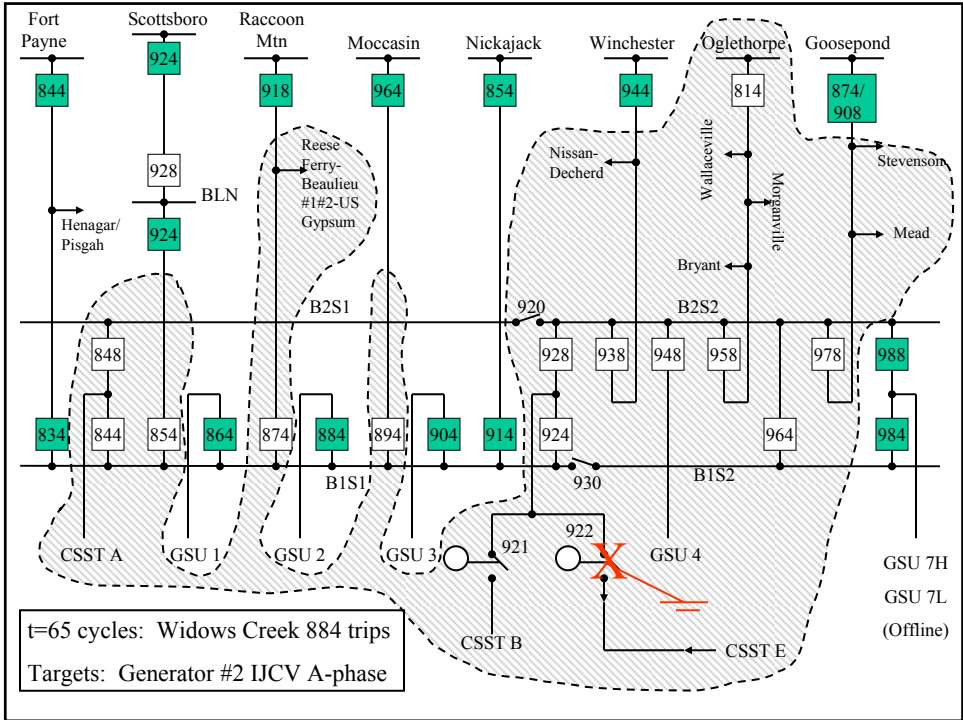 Fort
Payne
Scottsboro
Raccoon
Mtn
Moccasin
Nickajack
Winchester
Oglethorpe
Goosepond
844
924
918
964
854
944
814
874/
908
928
BLN
924
Henagar/
Pisgah
Reese
Ferry-
Beaulieu
#1#2-US
Gypsum
Nissan-
Decherd
Wallaceville
Morganville
Bryant
Stevenson
Mead
B2S1
920
B2S2
848
928
938
948
958
978
988
834
844
854
864
874
884
894
904
914
924
964
984
B1S1
930
B1S2
CSST A
GSU 1
GSU 2
GSU 3
921
922
X
GSU 4
GSU 7H
GSU 7L
(Offline)
CSST B
CSST E
t=65 cycles: Widows Creek 884 trips
Targets: Generator #2 IJCV A-phase